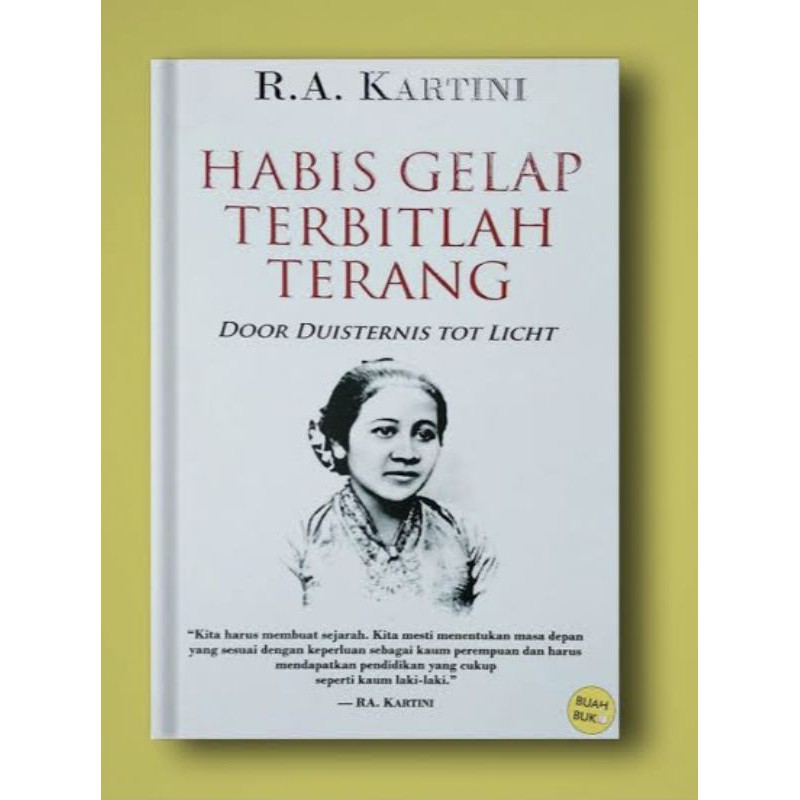 R.A. KARTINI
HABIS GELAP
TERBITLAH
TERANG
DOOR DUISTERNIS TOT LICHT
“Kita harus membuat sejarah. Kita mesti menentukan masa depan
yang sesuai dengan keperluan sebagai kaum perempuan dan harus
mendapatkan pendidikan yang cukup
seperti kaum laki-laki.”
— RA. KARTINI
BUAH
BUKU